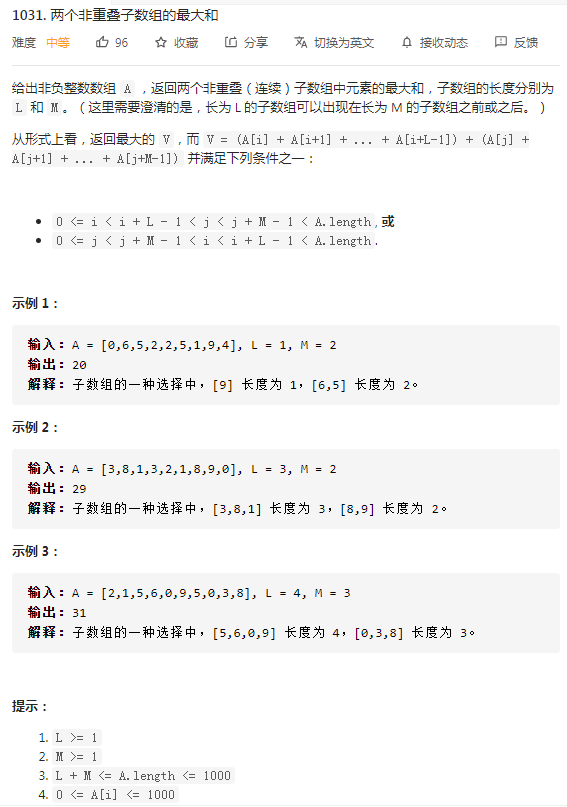 1031. 两个非重叠子数组的最大和
难度 中等 96 收藏 分享 切换为英文 接收动态 反馈
给出非负整数数组 A ，返回两个非重叠（连续）子数组中元素的最大和，子数组的长度分别为
L 和 M。（这里需要澄清的是，长为 L 的子数组可以出现在长为 M 的子数组之前或之后。）
从形式上看，返回最大的 V，而 V = (A[i] + A[i+1] + ... + A[i+L-1]) + (A[j] +
A[j+1] + ... + A[j+M-1]) 并满足下列条件之一：
• 0 <= i < i + L - 1 < j < j + M - 1 < A.length, 或
• 0 <= j < j + M - 1 < i < i + L - 1 < A.length.
示例 1：
输入：A = [0,6,5,2,2,5,1,9,4], L = 1, M = 2
输出：20
解释：子数组的一种选择中，[9] 长度为 1，[6,5] 长度为 2。
示例 2：
输入：A = [3,8,1,3,2,1,8,9,0], L = 3, M = 2
输出：29
解释：子数组的一种选择中，[3,8,1] 长度为 3，[8,9] 长度为 2。
示例 3：
输入：A = [2,1,5,6,0,9,5,0,3,8], L = 4, M = 3
输出：31
解释：子数组的一种选择中，[5,6,0,9] 长度为 4，[0,3,8] 长度为 3。
提示：
1. L >= 1
2. M >= 1
3. L + M <= A.length <= 1000
4. 0 <= A[i] <= 1000